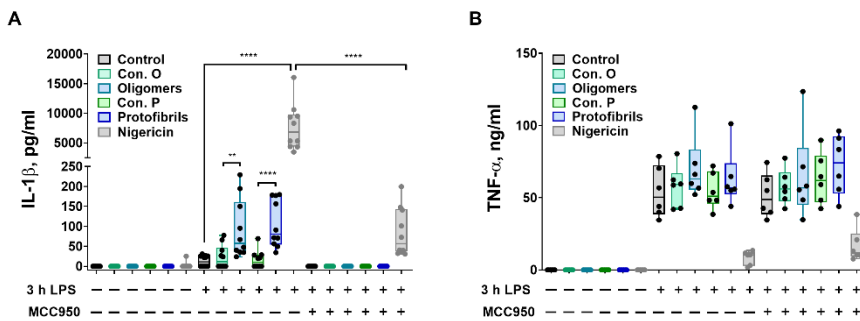 A
IL-1β, pg/ml
20000
15000
10000
5000
250
200
150
100
50
0
Control
Con. O
Oligomers
Con. P
Protofibrils
Nigericin
****
****
**
****
3 h LPS — — — — — — + + + + + + + + + + + +
MCC950 — — — — — — — — — — — — + + + + + +
B
TNF-α, ng/ml
150
100
50
0
Control
Con. O
Oligomers
Con. P
Protofibrils
Nigericin
3 h LPS — — — — — — + + + + + + + + + + + +
MCC950 — — — — — — — — — — — — + + + + + +